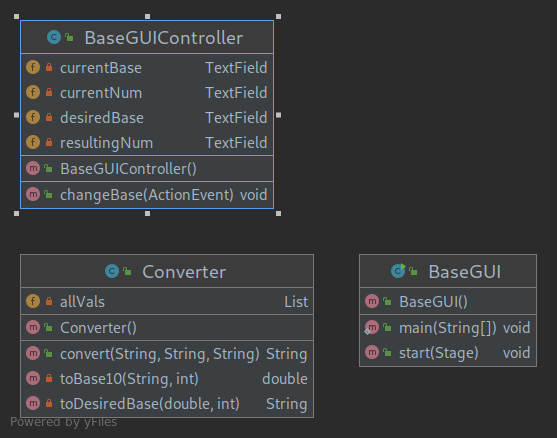 BaseGUIController
currentBase TextField
currentNum TextField
desiredBase TextField
resultingNum TextField
BaseGUIController()
changeBase(ActionEvent) void
Converter
allVals List
Converter()
convert(String, String, String) String
toBase10(String, int) double
toDesiredBase(double, int) String
BaseGUI
BaseGUI()
main(String[]) void
start(Stage) void
Powered by yFiles